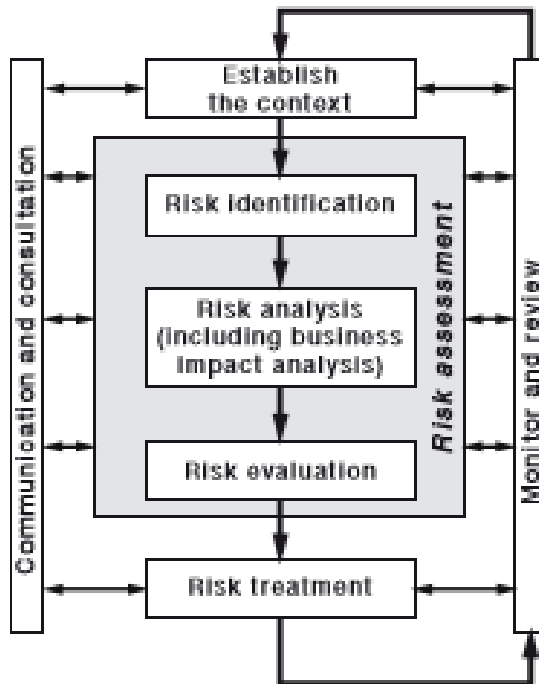 Establish
the context
Communication and consultation
Risk identification
Risk analysis
(including business
impact analysis)
Risk evaluation
Risk assessment
Monitor and review
Risk treatment